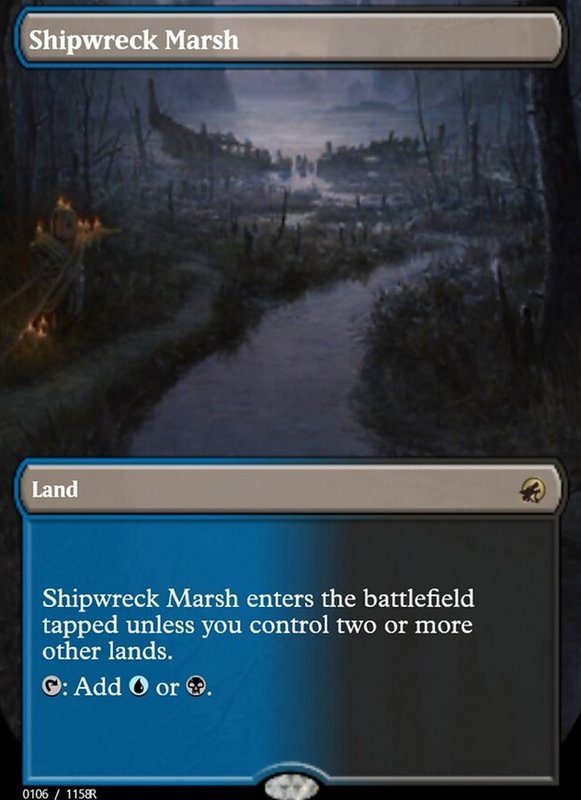 Shipwreck Marsh
Land
Shipwreck Marsh enters the battlefield
tapped unless you control two or more
other lands.
: Add or .
0106 / 1158R